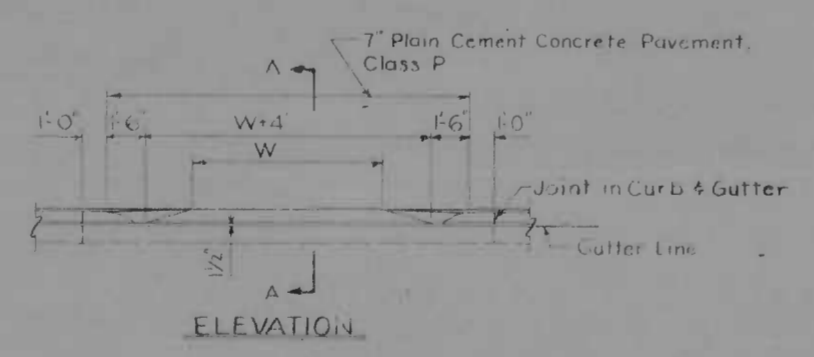 7" Plain Cement Concrete Pavement,
Class P
A
1'-0"
1'-6"
W+4'
1'-6"
1'-0"
W
Joint in Curb & Gutter
Gutter Line
1½"
A
ELEVATION